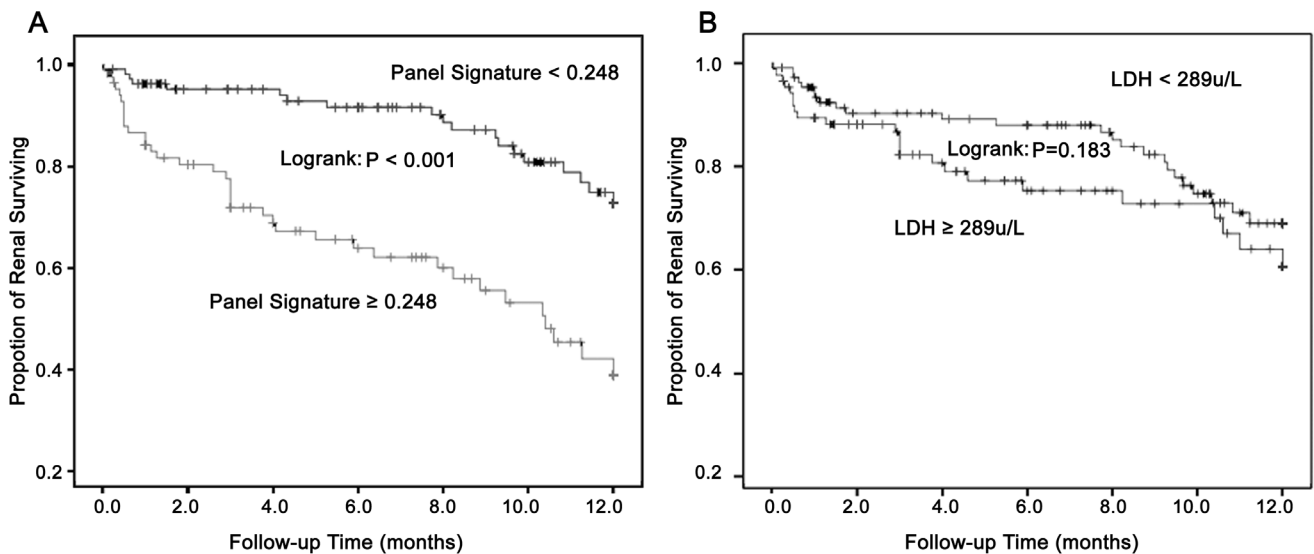 A
Propotion of Renal Surviving
1.0
0.8
0.6
0.4
0.2
Panel Signature < 0.248
Logrank: P < 0.001
Panel Signature ≥ 0.248
0.0 2.0 4.0 6.0 8.0 10.0 12.0
Follow-up Time (months)
B
Propotion of Renal Surviving
1.0
0.8
0.6
0.4
0.2
LDH < 289u/L
Logrank: P=0.183
LDH ≥ 289u/L
0.0 2.0 4.0 6.0 8.0 10.0 12.0
Follow-up Time (months)